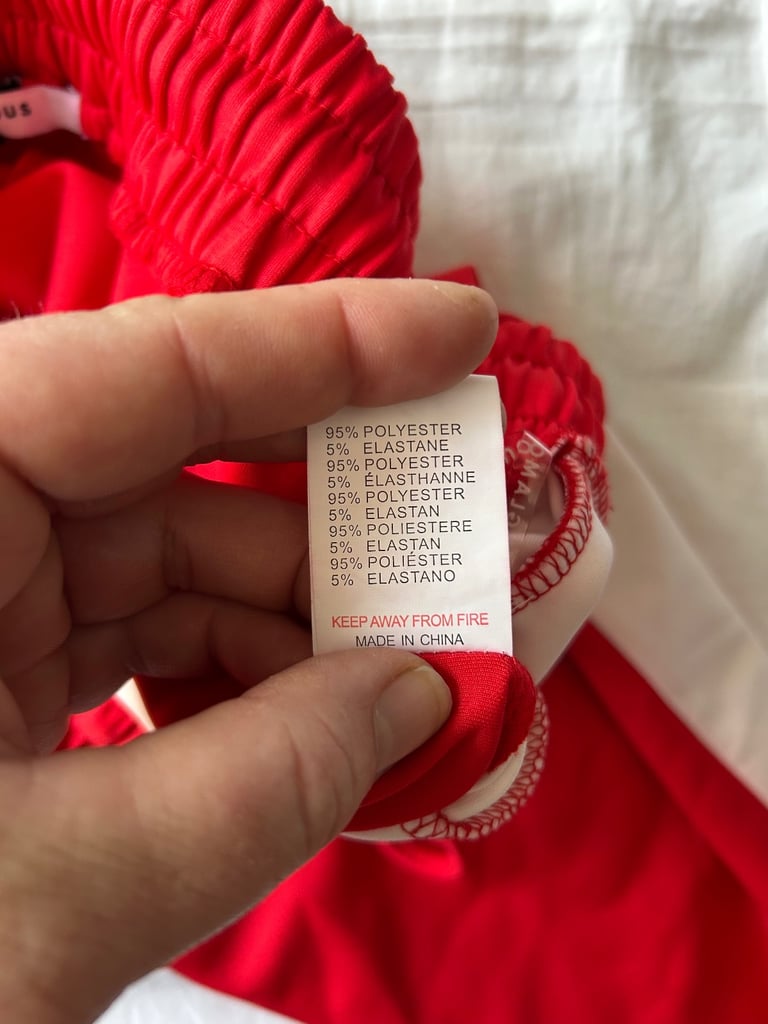 OUS
95% POLYESTER
5% ELASTANE
95% POLYESTER
5% ÉLASTHANNE
95% POLYESTER
5% ELASTAN
95% POLIESTERE
5% ELASTAN
95% POLIÉSTER
5% ELASTANO
KEEP AWAY FROM FIRE
MADE IN CHINA